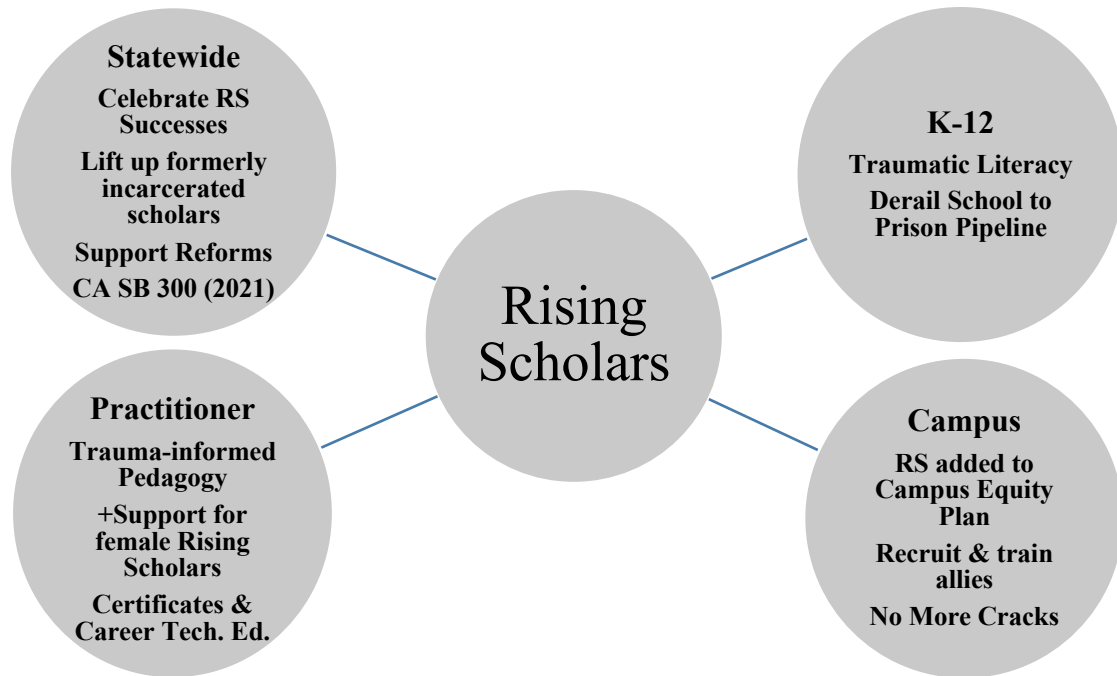 Statewide
Celebrate RS
Successes
Lift up formerly
incarcerated
scholars
Support Reforms
CA SB 300 (2021)
K-12
Traumatic Literacy
Derail School to
Prison Pipeline
Rising
Scholars
Practitioner
Trauma-informed
Pedagogy
+Support for
female Rising
Scholars
Certificates &
Career Tech. Ed.
Campus
RS added to
Campus Equity
Plan
Recruit & train
allies
No More Cracks